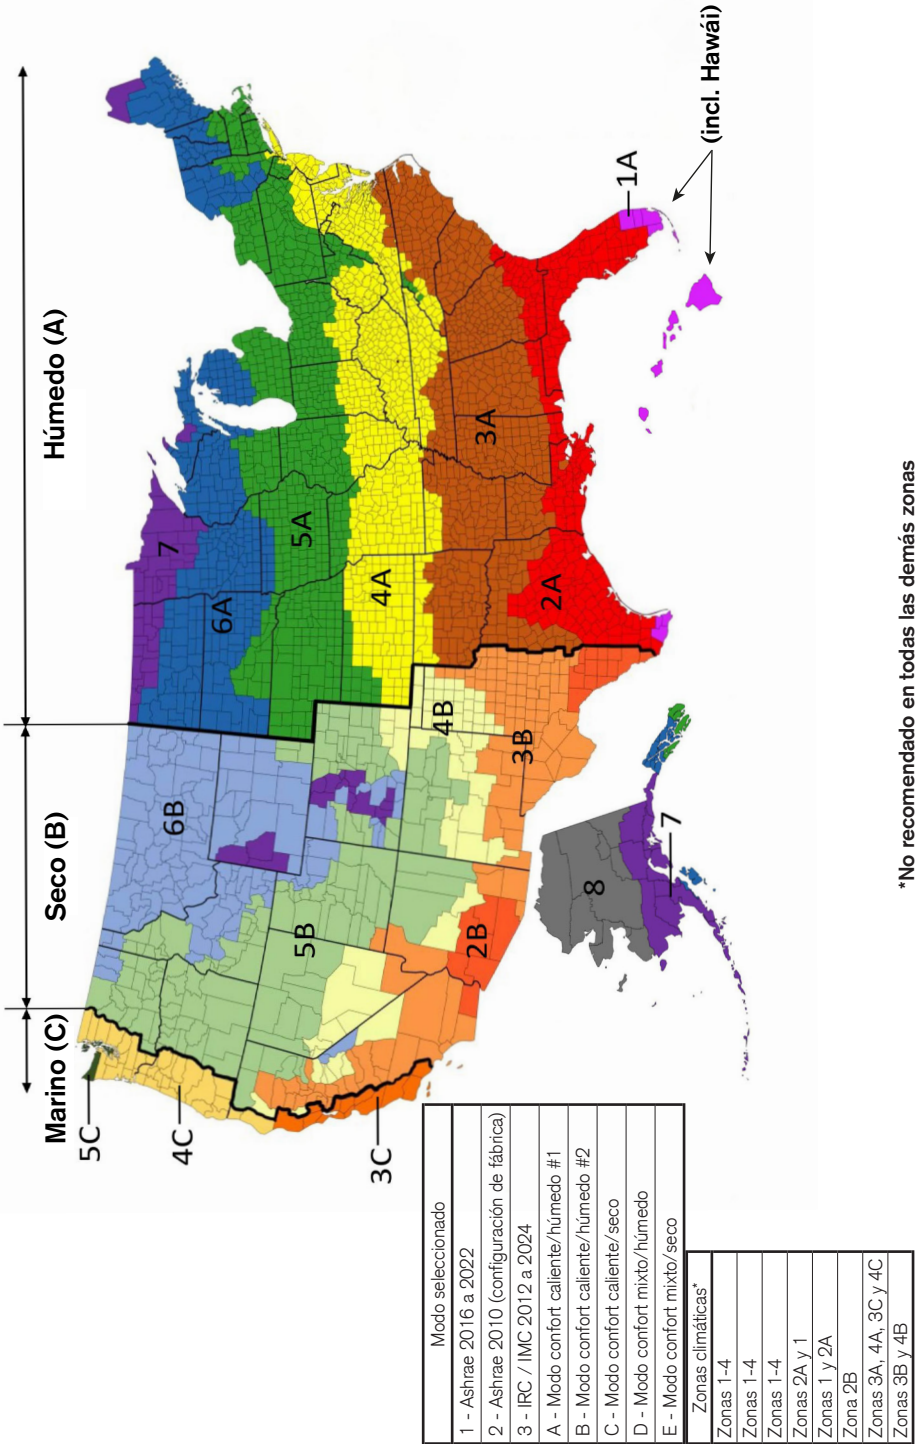 Marino (C)
Seco (B)
Húmedo (A)
5C
4C
3C
6B
5B
4B
3B
2B
7
6A
5A
4A
3A
2A
1A
(incl. Hawái)
8
7
Modo seleccionado
1 - Ashrae 2016 a 2022
2 - Ashrae 2010 (configuración de fábrica)
3 - IRC / IMC 2012 a 2024
A - Modo confort caliente/húmedo #1
B - Modo confort caliente/húmedo #2
C - Modo confort caliente/seco
D - Modo confort mixto/húmedo
E - Modo confort mixto/seco
Zonas climáticas*
Zonas 1-4
Zonas 1-4
Zonas 1-4
Zonas 2A y 1
Zonas 1 y 2A
Zona 2B
Zonas 3A, 4A, 3C y 4C
Zonas 3B y 4B
*No recomendado en todas las demás zonas